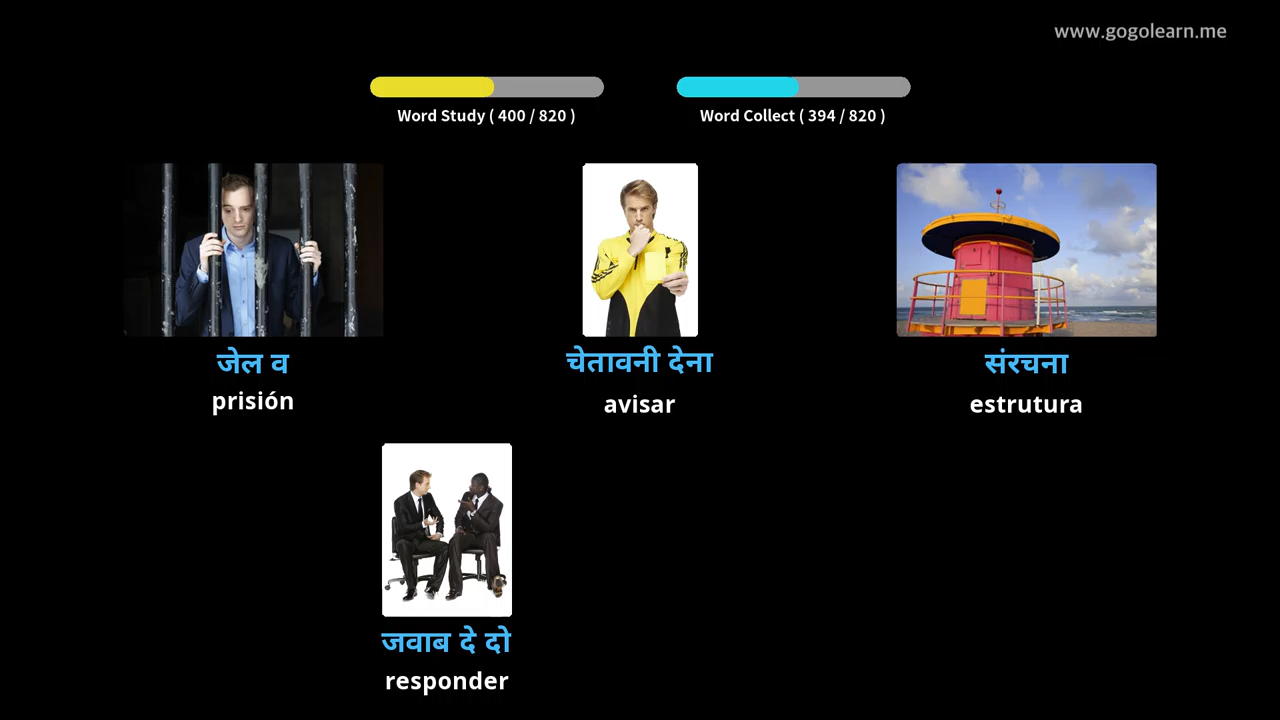 www.gogolearn.me
Word Study ( 400 / 820 )
Word Collect ( 394 / 820 )
जेल व
prisión
चेतावनी देना
avisar
संरचना
estrutura
जवाब दे दो
responder